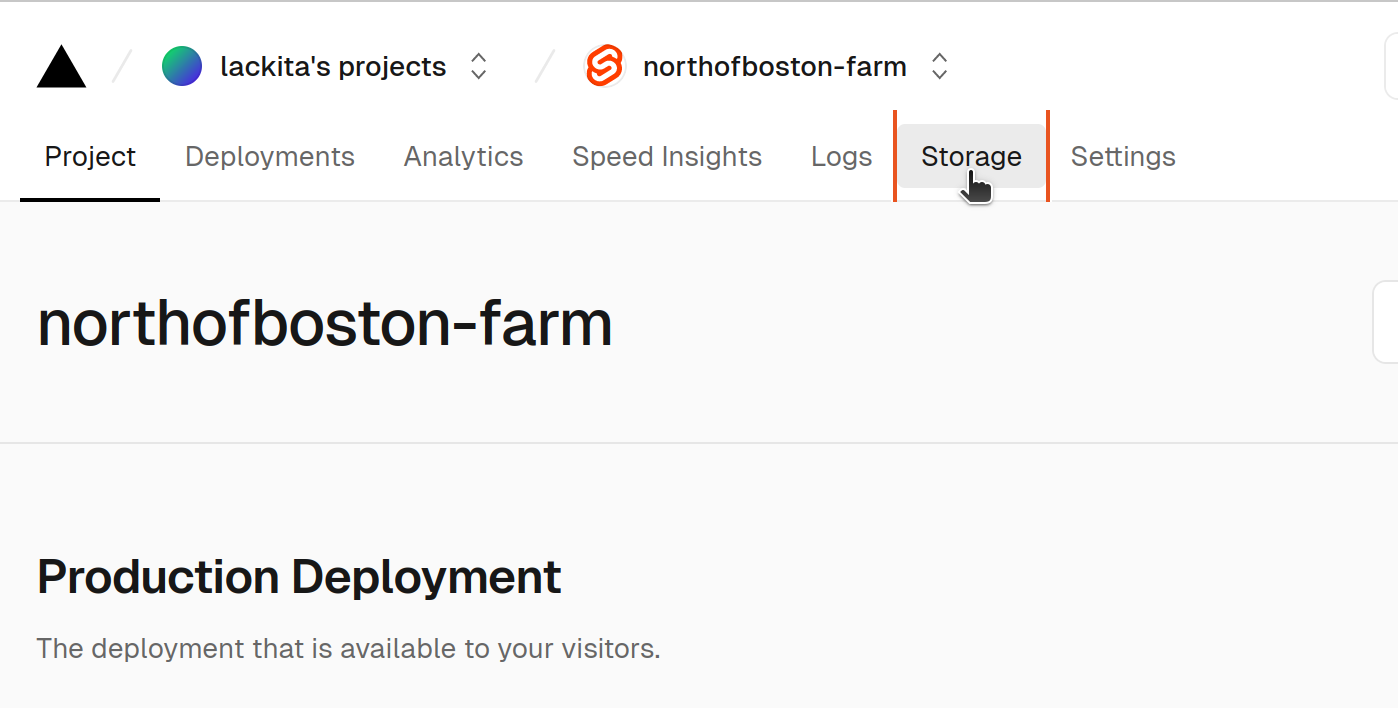 lackita's projects northofboston-farm
Project Deployments Analytics Speed Insights Logs Storage Settings
northofboston-farm
Production Deployment
The deployment that is available to your visitors.